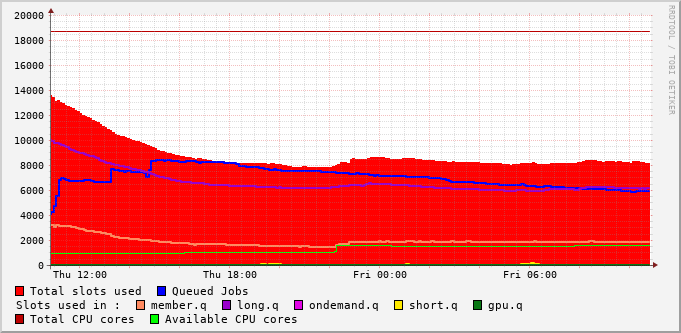 RRDTOOL / TOBI OETIKER
20000
18000
16000
14000
12000
10000
8000
6000
4000
2000
0
Thu 12:00 Thu 18:00 Fri 00:00 Fri 06:00
Total slots used Queued Jobs
Slots used in : member.q long.q ondemand.q short.q gpu.q
Total CPU cores Available CPU cores